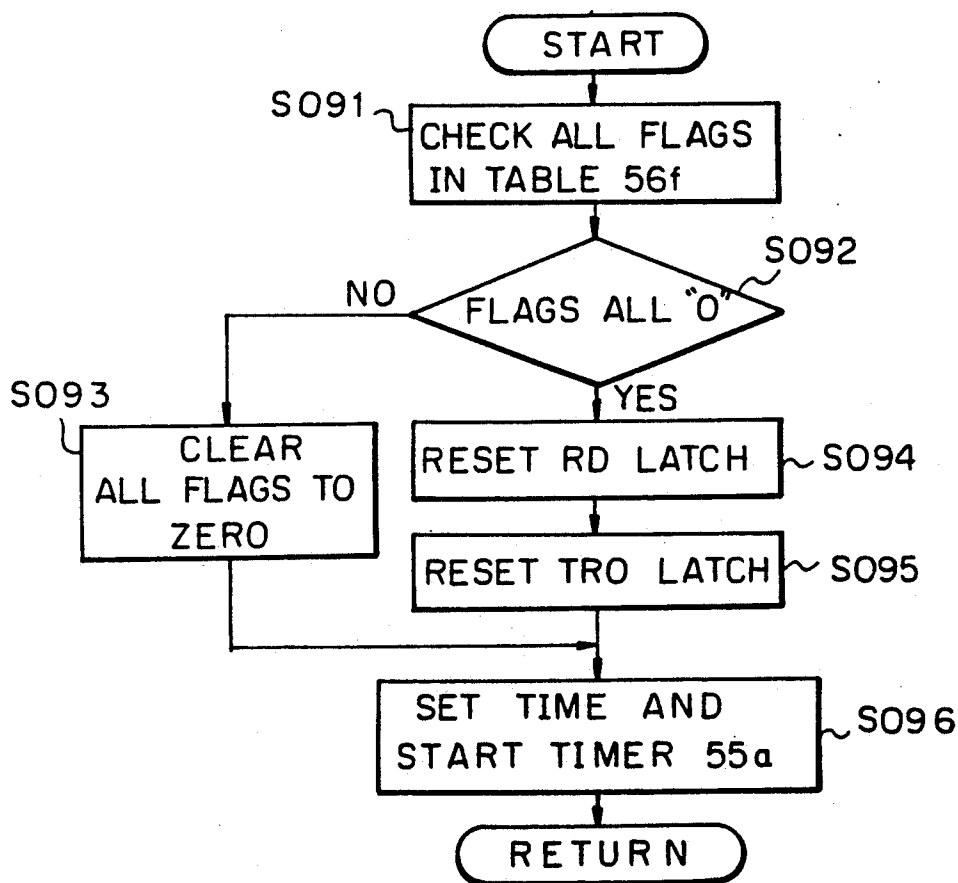 START
S091
CHECK ALL FLAGS
IN TABLE 56f
S092
FLAGS ALL "0"
NO
YES
S093
CLEAR
ALL FLAGS TO
ZERO
RESET RD LATCH
S094
RESET TRO LATCH
S095
SET TIME AND
START TIMER 55a
S096
RETURN